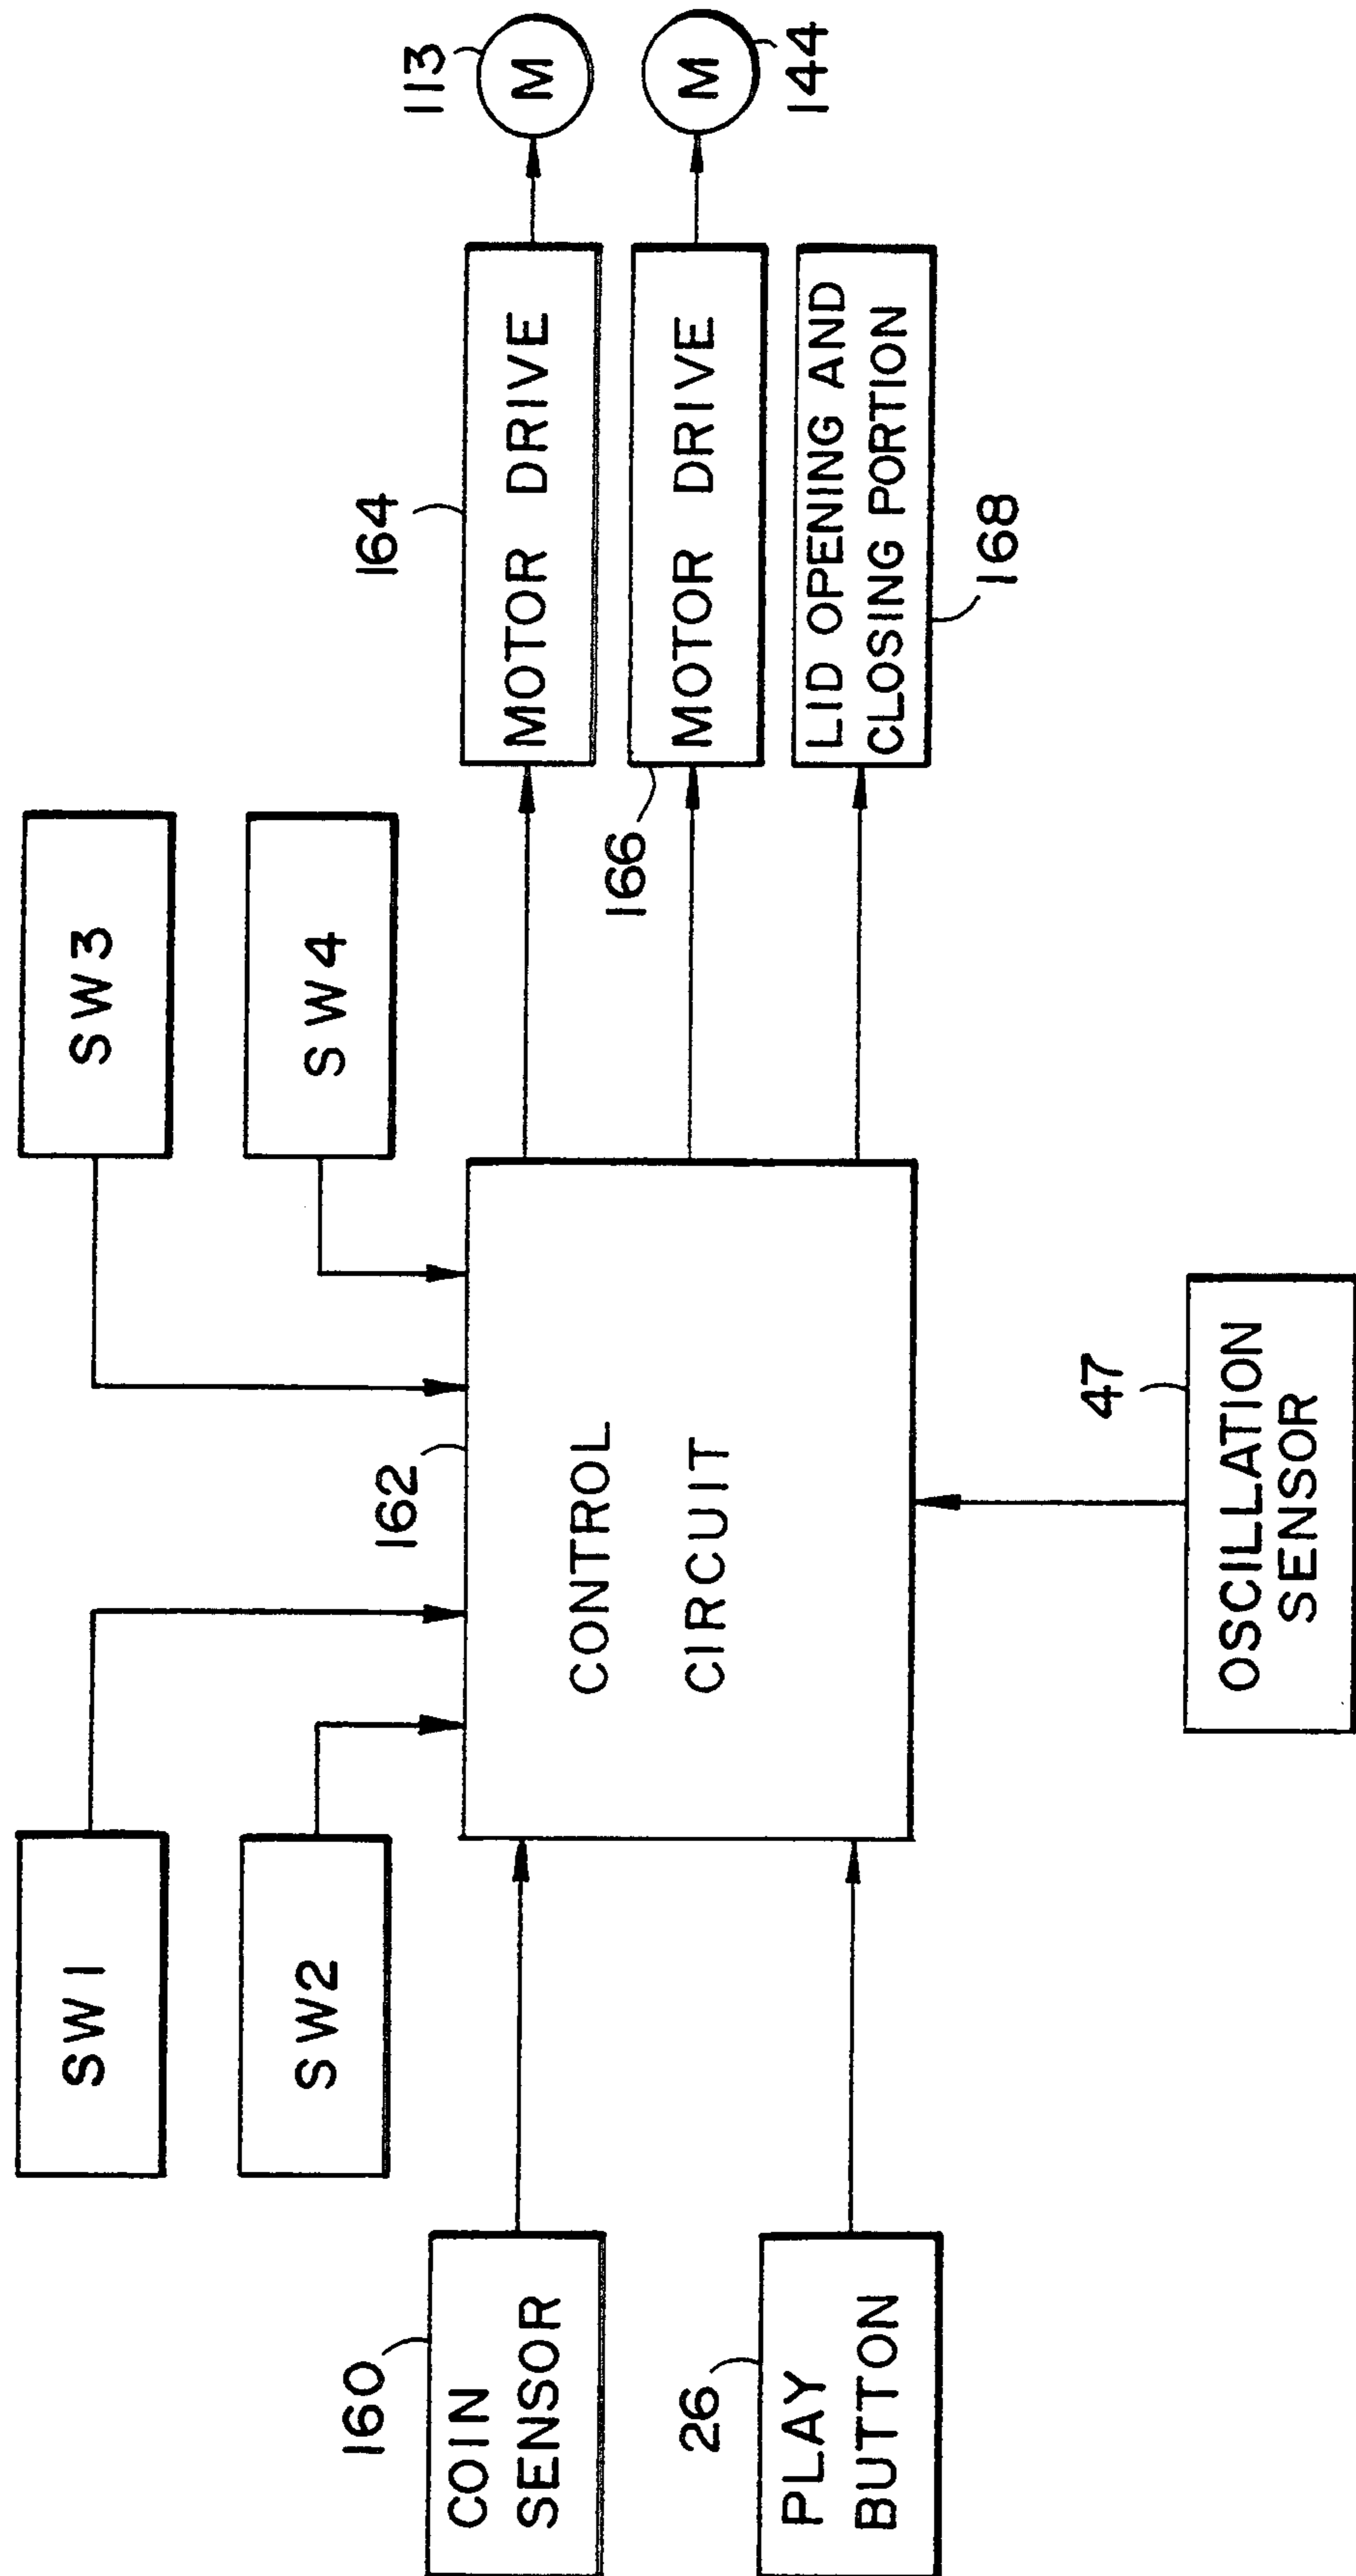 SW1
SW3
SW2
SW4
160
COIN
SENSOR
26
PLAY
BUTTON
162
CONTROL
CIRCUIT
47
OSCILLATION
SENSOR
164
MOTOR DRIVE
113
M
166
MOTOR DRIVE
M
144
LID OPENING AND
CLOSING PORTION
168